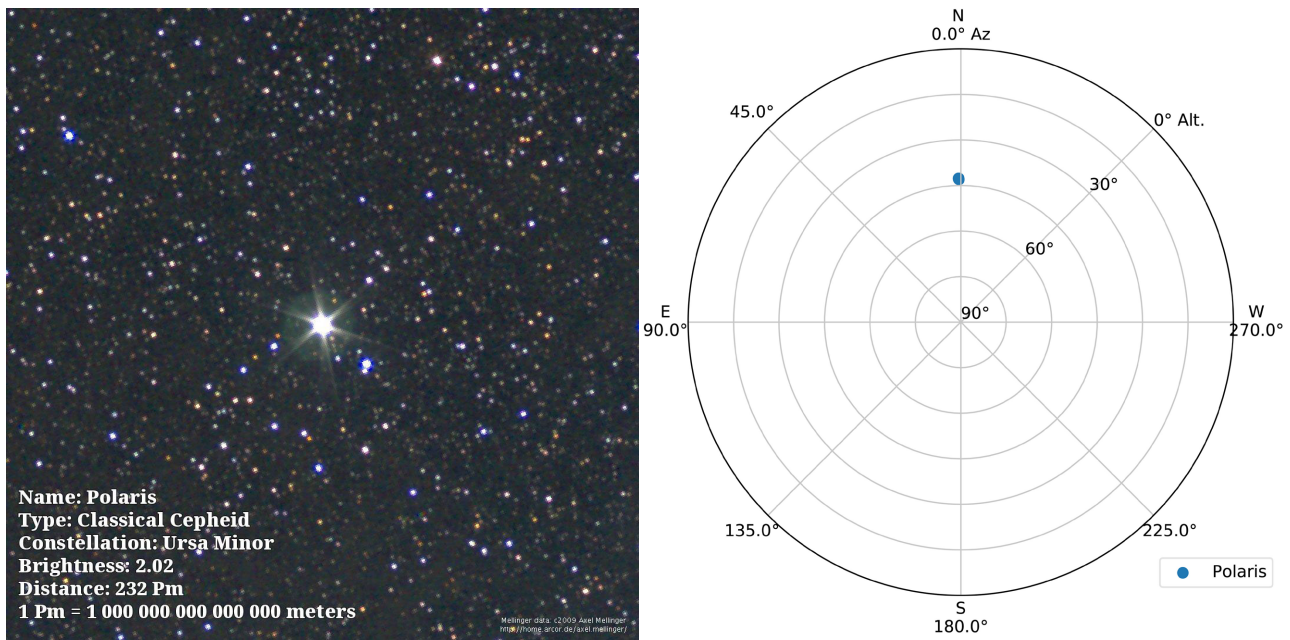 Name: Polaris
Type: Classical Cepheid
Constellation: Ursa Minor
Brightness: 2.02
Distance: 232 Pm
1 Pm = 1 000 000 000 000 000 meters
Mellinger data: c2009 Axel Mellinger
http://home.arcor.de/axel.mellinger/
N
0.0° Az
45.0°
0° Alt.
30°
60°
90°
E
90.0°
W
270.0°
135.0°
225.0°
S
180.0°
Polaris